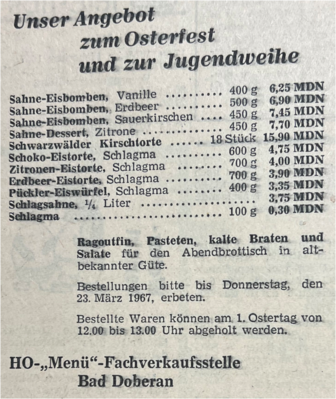 Unser Angebot
zum Osterfest
und zur Jugendweihe
Sahne-Eisbomben, Vanille .......... 400 g 6,25 MDN
Sahne-Eisbomben, Erdbeer .......... 500 g 6,90 MDN
Sahne-Eisbomben, Sauerkirschen .... 450 g 7,45 MDN
Sahne-Dessert, Zitrone ............ 450 g 7,70 MDN
Schwarzwälder Kirschtorte ...... 18 Stück 15,90 MDN
Schoko-Eistorte, Schlagma ......... 600 g 4,75 MDN
Zitronen-Eistorte, Schlagma ....... 700 g 4,00 MDN
Erdbeer-Eistorte, Schlagma ........ 700 g 3,90 MDN
Pückler-Eiswürfel, Schlagma ....... 400 g 3,35 MDN
Schlagsahne, ¼ Liter .................... 3,75 MDN
Schlagma .......................... 100 g 0,30 MDN
Ragoutfin, Pasteten, kalte Braten und
Salate für den Abendbrottisch in alt-
bekannter Güte.
Bestellungen bitte bis Donnerstag, den
23. März 1967, erbeten.
Bestellte Waren können am 1. Ostertag von
12.00 bis 13.00 Uhr abgeholt werden.
HO-„Menü“-Fachverkaufsstelle
Bad Doberan